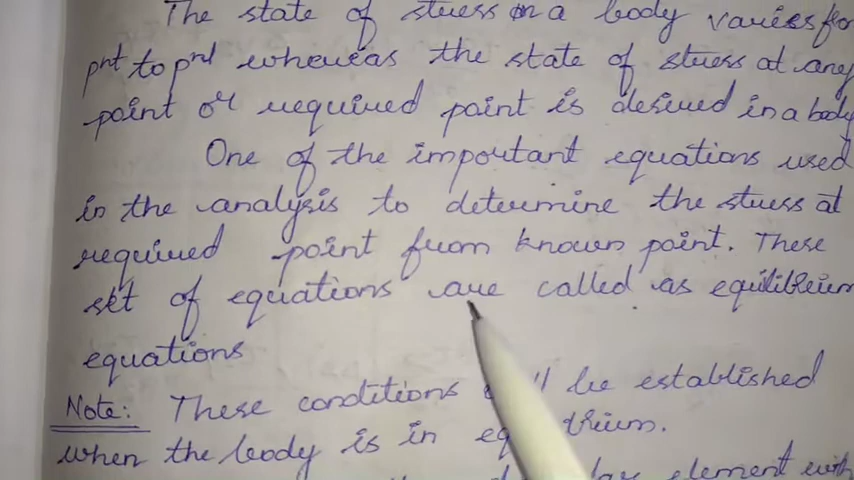 The state of stress in a body varies for
pnt to pnt whereas the state of stress at any
point or required point is desired in a body
One of the important equations used
in the analysis to determine the stress at
required point from known point. These
set of equations are called as equilibrium
equations
Note: These conditions be established
when the body is in
element with